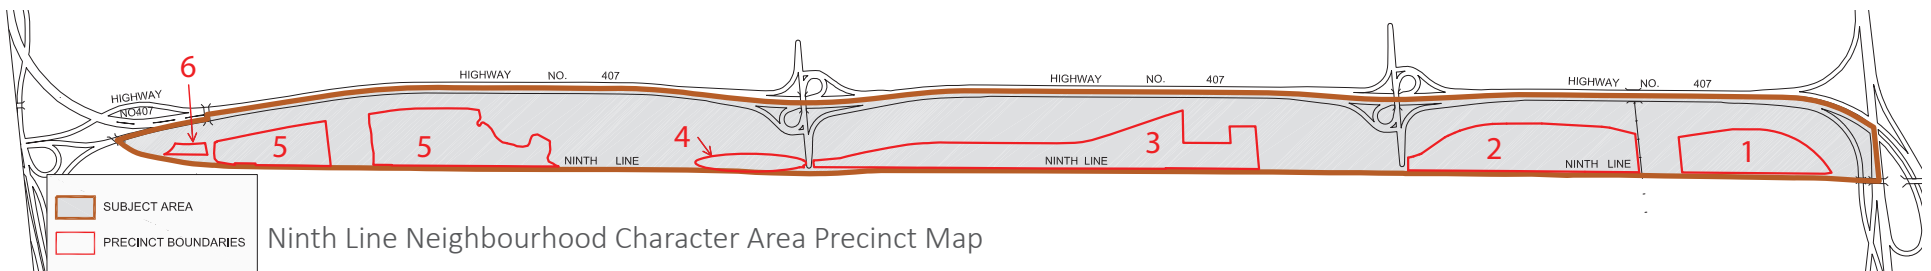 HIGHWAY NO. 407
HIGHWAY NO. 407
HIGHWAY NO. 407
HIGHWAY
NO407
6
5
5
4
3
2
1
NINTH LINE
NINTH LINE
NINTH LINE
SUBJECT AREA
PRECINCT BOUNDARIES
Ninth Line Neighbourhood Character Area Precinct Map